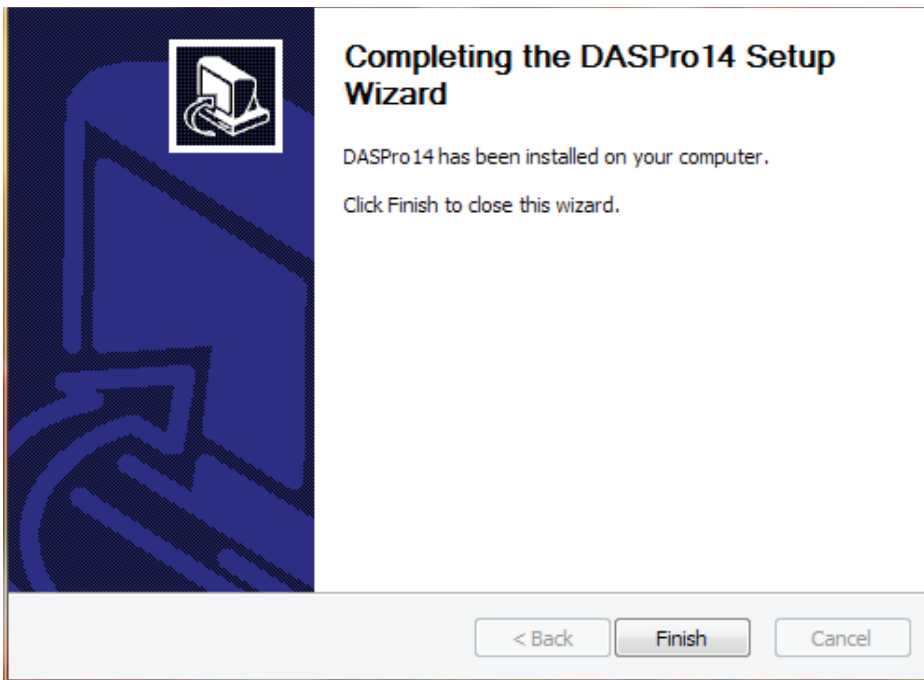 Completing the DASPro14 Setup
Wizard
DASPro14 has been installed on your computer.
Click Finish to close this wizard.
< Back
Finish
Cancel